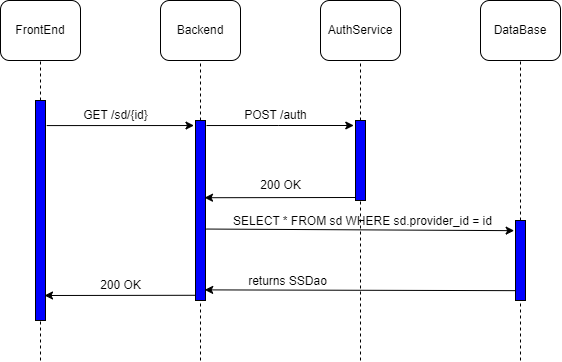 FrontEnd
Backend
AuthService
DataBase
GET /sd/{id}
POST /auth
200 OK
SELECT * FROM sd WHERE sd.provider_id = id
returns SSDao
200 OK